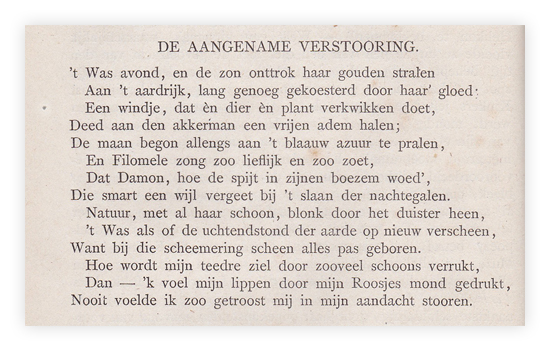 DE AANGENAME VERSTOORING.
't Was avond, en de zon onttrok haar gouden stralen
Aan 't aardrijk, lang genoeg gekoesterd door haar' gloed:
Een windje, dat èn dier èn plant verkwikken doet,
Deed aan den akkerman een vrijen adem halen;
De maan begon allengs aan 't blaauw azuur te pralen,
En Filomele zong zoo lieflijk en zoo zoet,
Dat Damon, hoe de spijt in zijnen boezem woed',
Die smart een wijl vergeet bij 't slaan der nachtegalen.
Natuur, met al haar schoon, blonk door het duister heen,
't Was als of de uchtendstond der aarde op nieuw verscheen,
Want bij die scheemering scheen alles pas geboren.
Hoe wordt mijn teedre ziel door zooveel schoons verrukt,
Dan — 'k voel mijn lippen door mijn Roosjes mond gedrukt,
Nooit voelde ik zoo getroost mij in mijn aandacht stooren.